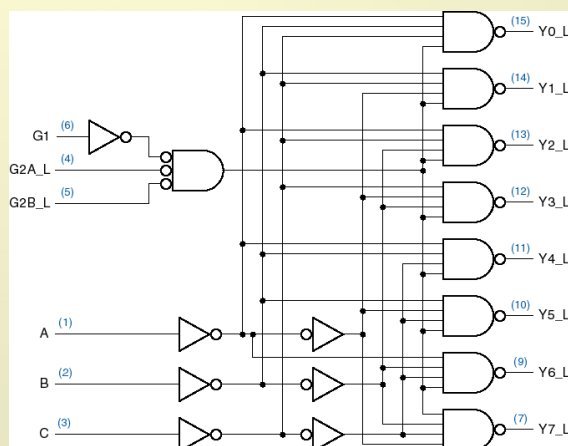 (15) Y0_L
(14) Y1_L
(6) G1
(13) Y2_L
(4) G2A_L
(5) G2B_L
(12) Y3_L
(11) Y4_L
(10) Y5_L
(1) A
(9) Y6_L
(2) B
(7) Y7_L
(3) C